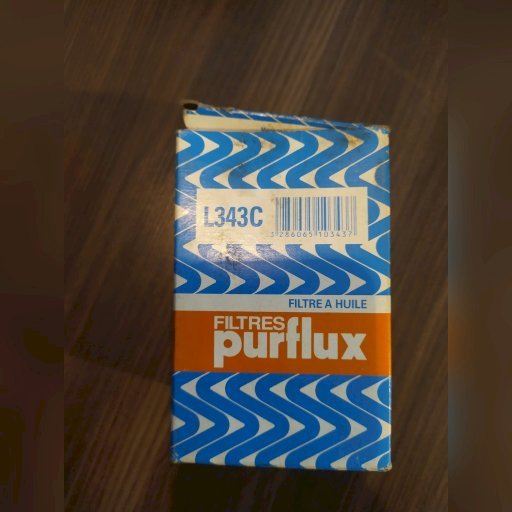 L343C
3 286065 103437
FILTRE A HUILE
FILTRES
purflux